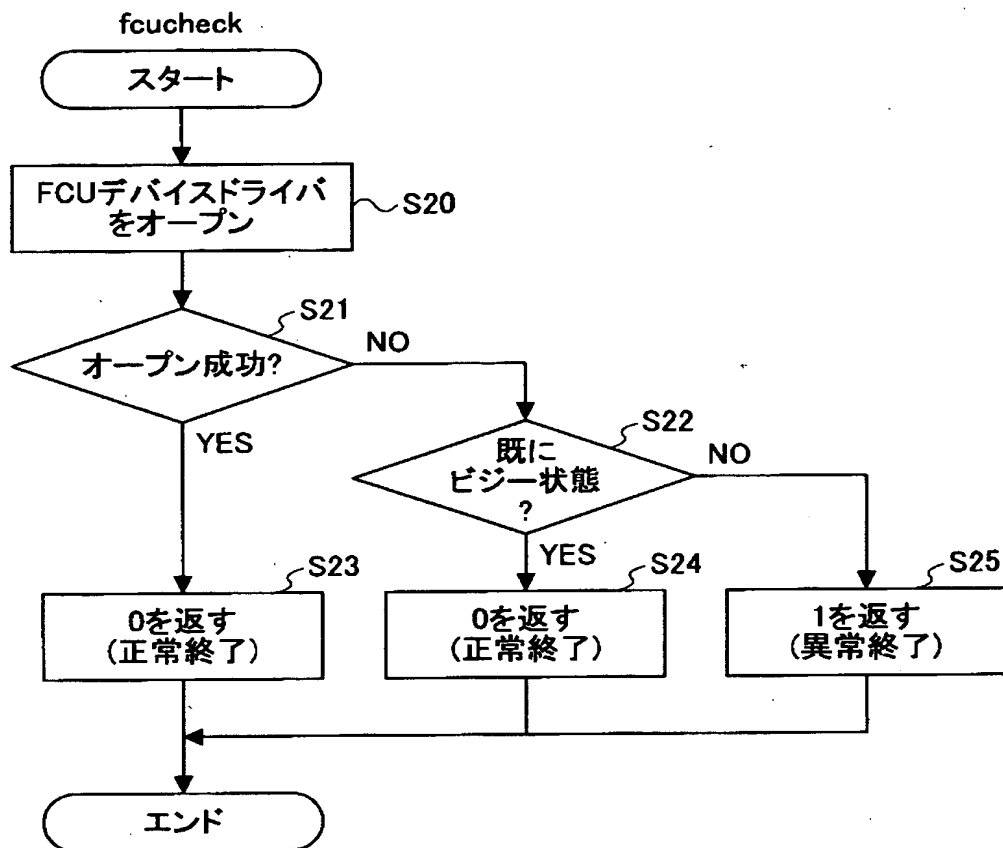 fcucheck
スタート
FCUデバイスドライバ
をオープン
S20
S21
オープン成功?
NO
YES
S22
既に
ビジー状態
?
NO
YES
S23
0を返す
(正常終了)
S24
0を返す
(正常終了)
S25
1を返す
(異常終了)
エンド